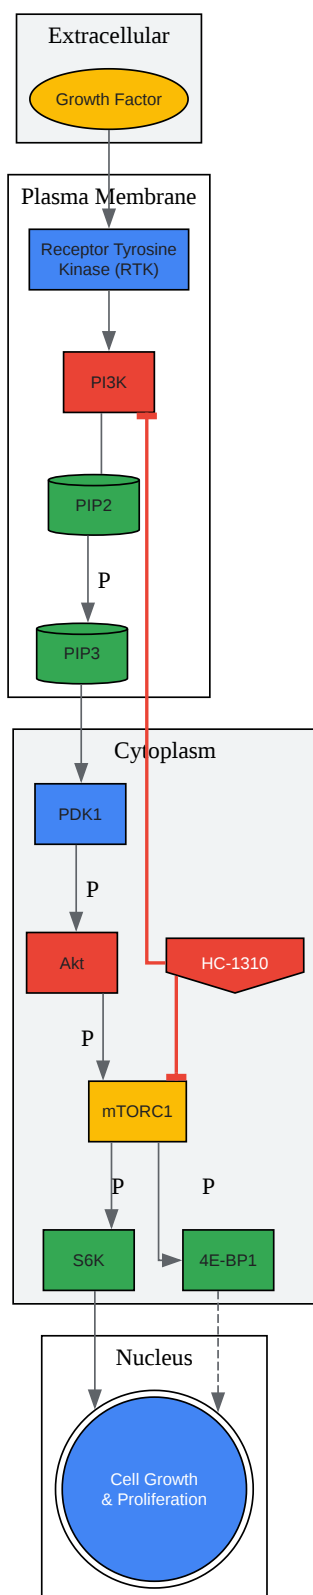 Extracellular
Growth Factor
Plasma Membrane
Receptor Tyrosine
Kinase (RTK)
PI3K
PIP2
P
PIP3
Cytoplasm
PDK1
P
Akt
HC-1310
P
mTORC1
P
P
S6K
4E-BP1
Nucleus
Cell Growth
& Proliferation